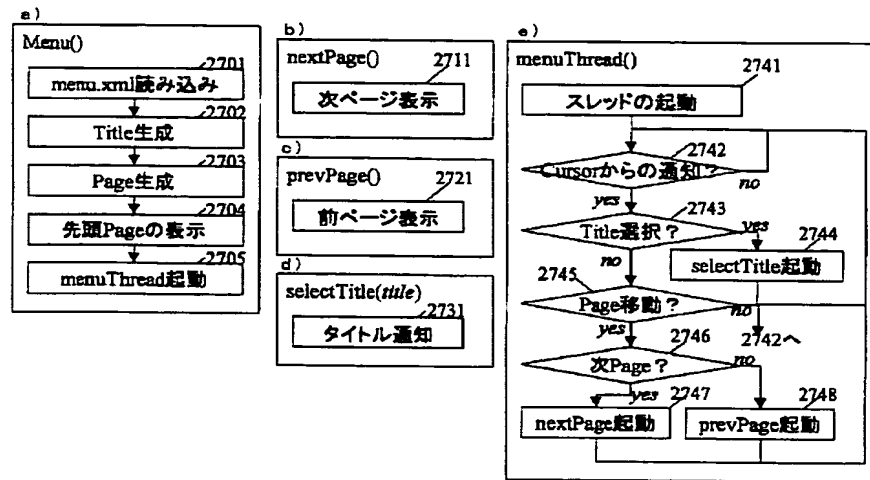 a)
Menu()
2701
menu.xml読み込み
2702
Title生成
2703
Page生成
2704
先頭Pageの表示
2705
menuThread起動
b)
nextPage()
2711
次ページ表示
c)
prevPage()
2721
前ページ表示
d)
selectTitle(title)
2731
タイトル通知
e)
menuThread()
2741
スレッドの起動
2742
Cursorからの通知?
no
yes
2743
Title選択?
yes
2744
selectTitle起動
no
2745
Page移動?
no
2742へ
yes
2746
次Page?
no
yes
2747
nextPage起動
2748
prevPage起動